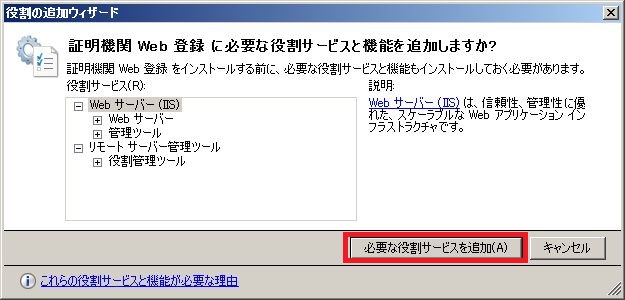 役割の追加ウィザード
証明機関 Web 登録 に必要な役割サービスと機能を追加しますか?
証明機関 Web 登録 をインストールする前に、必要な役割サービスと機能もインストールしておく必要があります。
役割サービス(R):
Web サーバー (IIS)
Web サーバー
管理ツール
リモート サーバー管理ツール
役割管理ツール
説明:
Web サーバー (IIS) は、信頼性、管理性に優
れた、スケーラブルな Web アプリケーション イン
フラストラクチャです。
必要な役割サービスを追加(A)
キャンセル
これらの役割サービスと機能が必要な理由